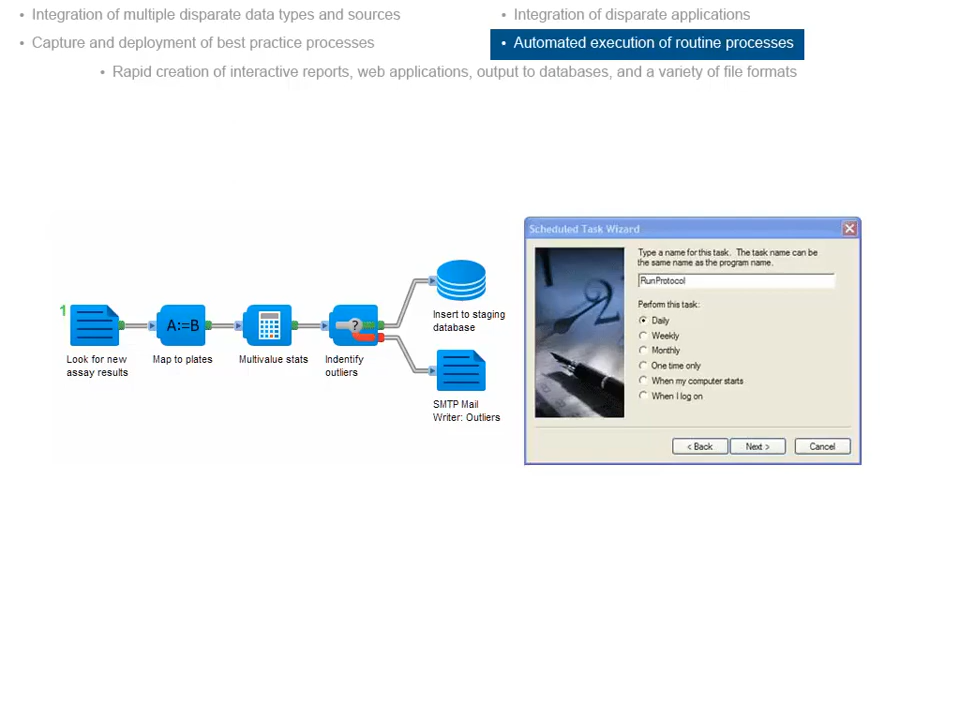 • Integration of multiple disparate data types and sources
• Integration of disparate applications
• Capture and deployment of best practice processes
• Automated execution of routine processes
• Rapid creation of interactive reports, web applications, output to databases, and a variety of file formats
1
A:=B
?
Look for new
assay results
Map to plates
Multivalue stats
Indentify
outliers
Insert to staging
database
SMTP Mail
Writer: Outliers
Scheduled Task Wizard
Type a name for this task. The task name can be
the same name as the program name.
RunProtocol
Perform this task:
Daily
Weekly
Monthly
One time only
When my computer starts
When I log on
< Back
Next >
Cancel